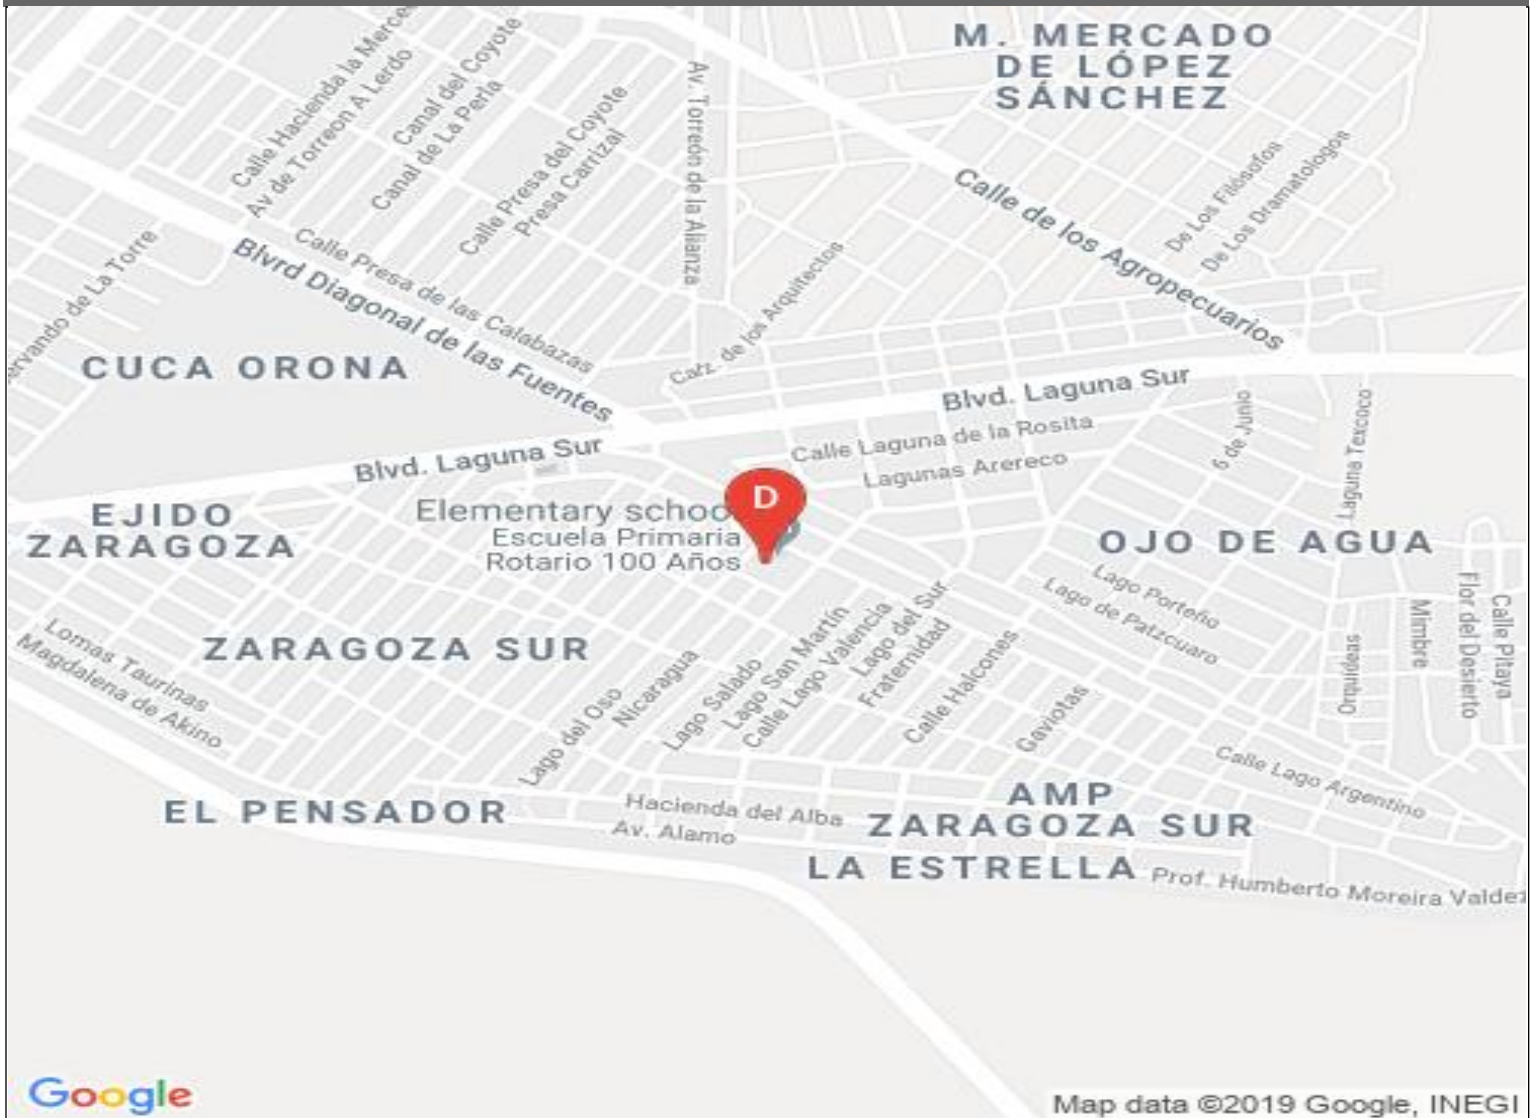 M. MERCADO
DE LÓPEZ
SÁNCHEZ
Calle Hacienda la Merce
Av de Torreon A Lerdo
Canal del Coyote
Canal de La Perla
Calle Presa del Coyote
Presa Carrizal
Av. Torreón de la Alianza
Calle de los Agropecuarios
De Los Filósofos
De Los Dramatologos
ervando de La Torre
Blvrd Diagonal de las Fuentes
Calle Presa de las Calabazas
Calz. de los Arquitectos
CUCA ORONA
Blvd. Laguna Sur
Blvd. Laguna Sur
Calle Laguna de la Rosita
Lagunas Arereco
6 de Junio
Laguna Texcoco
D
Elementary schoo
Escuela Primaria
Rotario 100 Años
EJIDO
ZARAGOZA
OJO DE AGUA
Lago Porteño
Lago de Patzcuaro
Orquídeas
Mimbre
Flor del Desierto
Calle Pitaya
ZARAGOZA SUR
Lomas Taurinas
Magdalena de Akino
Lago del Oso
Nicaragua
Lago Salado
Lago San Martín
Calle Lago Valencia
Lago del Sur
Fraternidad
Calle Halcones
Gaviotas
Calle Lago Argentino
EL PENSADOR
Hacienda del Alba
Av. Alamo
AMP
ZARAGOZA SUR
LA ESTRELLA
Prof. Humberto Moreira Valdez
Google
Map data ©2019 Google, INEGI